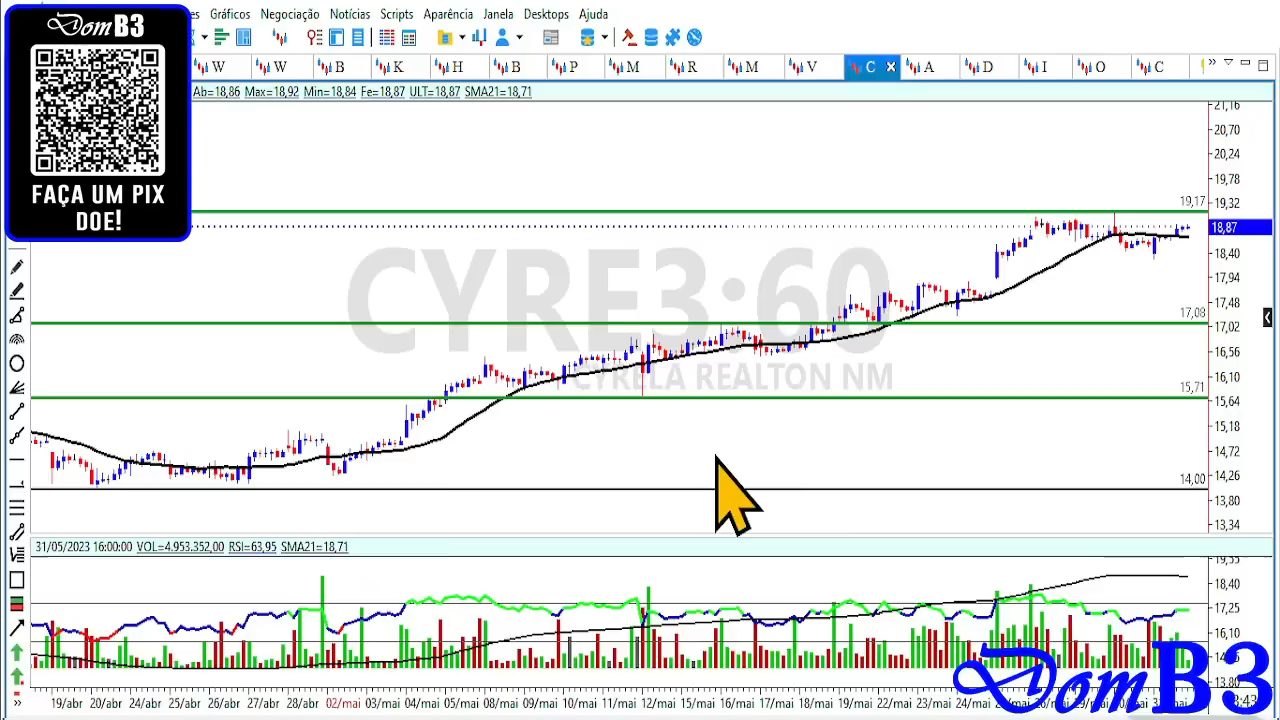 DomB3
FAÇA UM PIX
DOE!
Gráficos Negociação Notícias Scripts Aparência Janela Desktops Ajuda
W W B K H B P M R M V C A D I O C
Ab=18,86 Max=18,92 Min=18,84 Fe=18,87 ULT=18,87 SMA21=18,71
CYRE3:60
CYRELA REALTON NM
19,17
17,08
15,71
14,00
21,16
20,70
20,24
19,78
19,32
18,87
18,40
17,94
17,48
17,02
16,56
16,10
15,64
15,18
14,72
14,26
13,80
13,34
31/05/2023 16:00:00 VOL=4.953.352,00 RSI=63,95 SMA21=18,71
19,55
18,40
17,25
16,10
19/abr 20/abr 24/abr 25/abr 26/abr 27/abr 28/abr 02/mai 03/mai 04/mai 05/mai 08/mai 09/mai 10/mai 11/mai 12/mai 15/mai 16/mai 17/mai 18/mai 19/mai 22/mai 23/mai 24/mai
DomB3